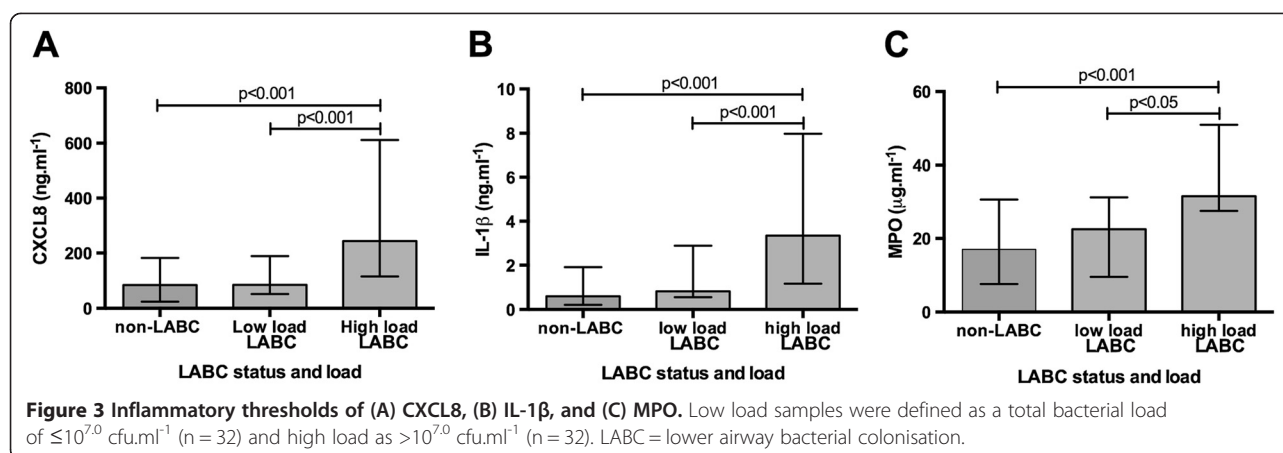 A
800
600
400
200
0
CXCL8 (ng.ml⁻¹)
p<0.001
p<0.001
non-LABC
Low load LABC
High load LABC
LABC status and load
B
10
8
6
4
2
0
IL-1β (ng.ml⁻¹)
p<0.001
p<0.001
non-LABC
low load LABC
high load LABC
LABC status and load
C
60
40
20
0
MPO (µg.ml⁻¹)
p<0.001
p<0.05
non-LABC
low load LABC
high load LABC
LABC status and load
Figure 3 Inflammatory thresholds of (A) CXCL8, (B) IL-1β, and (C) MPO. Low load samples were defined as a total bacterial load
of ≤10⁷·⁰ cfu.ml⁻¹ (n = 32) and high load as >10⁷·⁰ cfu.ml⁻¹ (n = 32). LABC = lower airway bacterial colonisation.